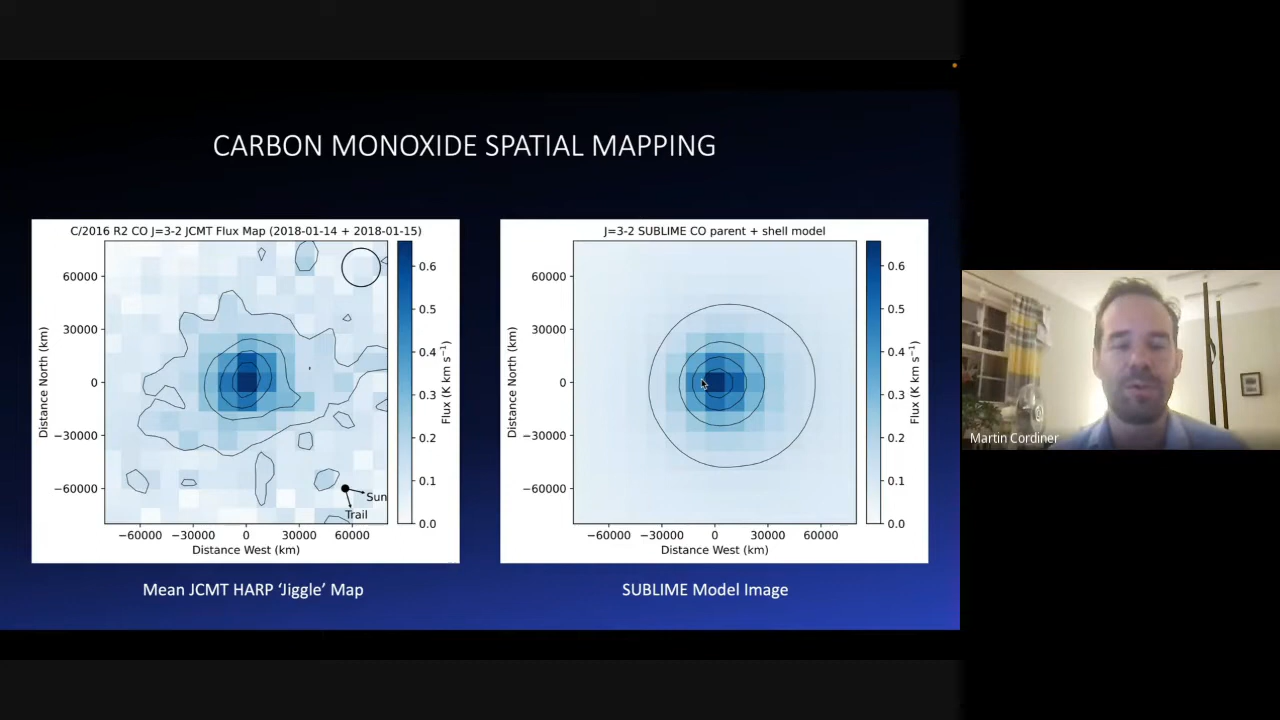 CARBON MONOXIDE SPATIAL MAPPING
C/2016 R2 CO J=3-2 JCMT Flux Map (2018-01-14 + 2018-01-15)
Distance North (km)
60000
30000
0
−30000
−60000
−60000
−30000
0
30000
60000
Distance West (km)
Sun
Trail
0.6
0.5
0.4
0.3
0.2
0.1
0.0
Flux (K km s⁻¹)
Mean JCMT HARP ‘Jiggle’ Map
J=3-2 SUBLIME CO parent + shell model
Distance North (km)
60000
30000
0
−30000
−60000
−60000
−30000
0
30000
60000
Distance West (km)
0.6
0.5
0.4
0.3
0.2
0.1
0.0
Flux (K km s⁻¹)
SUBLIME Model Image
Martin Cordiner